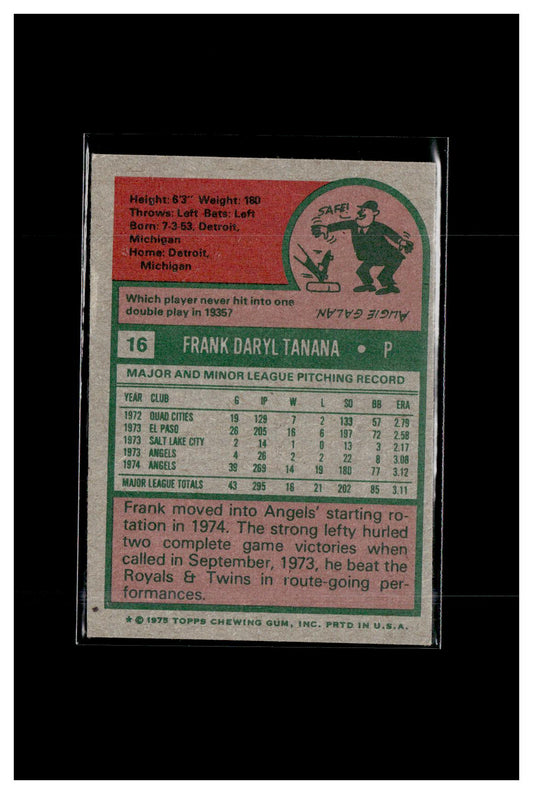 Height: 6'3" Weight: 180
Throws: Left Bats: Left
Born: 7-3-53, Detroit,
Michigan
Home: Detroit,
Michigan
SAFE!
Which player never hit into one
double play in 1935?
AUGIE GALAN
16 FRANK DARYL TANANA • P
MAJOR AND MINOR LEAGUE PITCHING RECORD
YEAR CLUB G IP W L SO BB ERA
1972 QUAD CITIES 19 129 7 2 133 57 2.79
1973 EL PASO 26 205 16 6 197 72 2.58
1973 SALT LAKE CITY 2 14 1 0 13 3 2.17
1973 ANGELS 4 26 2 2 22 8 3.08
1974 ANGELS 39 269 14 19 180 77 3.12
MAJOR LEAGUE TOTALS 43 295 16 21 202 85 3.11
Frank moved into Angels' starting ro-
tation in 1974. The strong lefty hurled
two complete game victories when
called in September, 1973, he beat the
Royals & Twins in route-going per-
formances.
★ © 1975 TOPPS CHEWING GUM, INC. PRTD IN U.S.A.